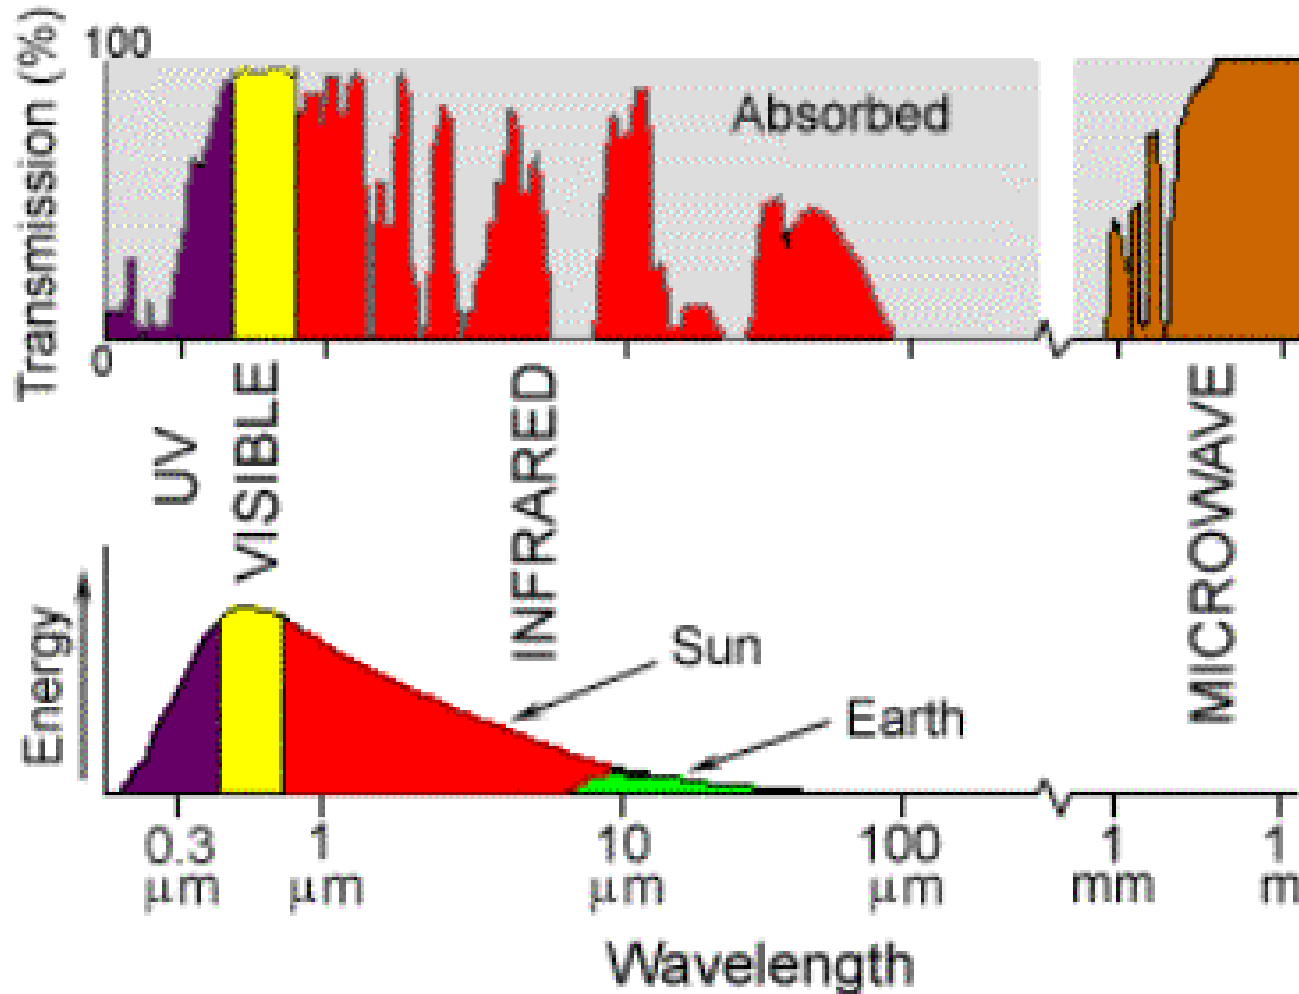 Transmission (%)
100
0
Absorbed
UV
VISIBLE
INFRARED
MICROWAVE
Energy
Sun
Earth
0.3
μm
1
μm
10
μm
100
μm
1
mm
1
m
Wavelength